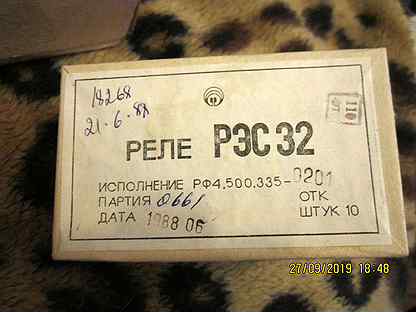 18268
21.6.88
РЕЛЕ РЭС 32
ИСПОЛНЕНИЕ РФ4,500,335-0201
ПАРТИЯ 0661 ОТК
ДАТА 1988 06 ШТУК 10
27/09/2019 18:48